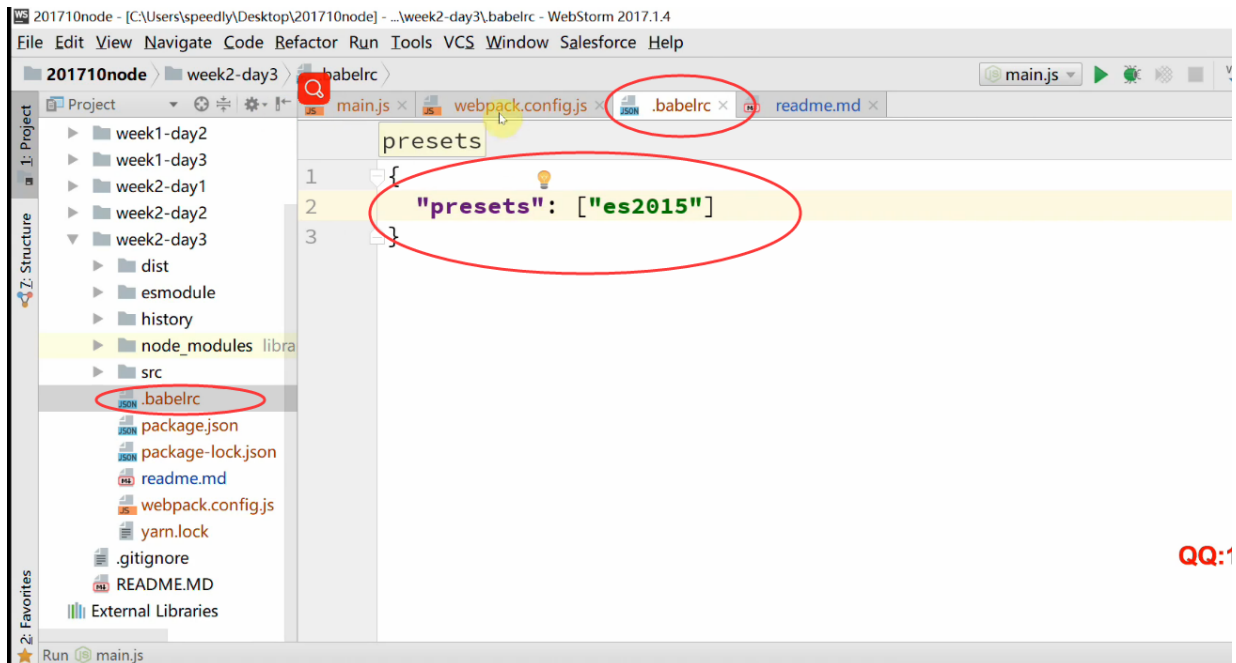 201710node - [C:\Users\speedly\Desktop\201710node] - ...\week2-day3\.babelrc - WebStorm 2017.1.4
File Edit View Navigate Code Refactor Run Tools VCS Window Salesforce Help
201710node week2-day3 .babelrc main.js
Project main.js webpack.config.js .babelrc readme.md
1: Project
7: Structure
2: Favorites
week1-day2
week1-day3
week2-day1
week2-day2
week2-day3
dist
esmodule
history
node_modules libra
src
.babelrc
package.json
package-lock.json
readme.md
webpack.config.js
yarn.lock
.gitignore
README.MD
External Libraries
presets
1 {
2 "presets": ["es2015"]
3 }
QQ:1
Run main.js